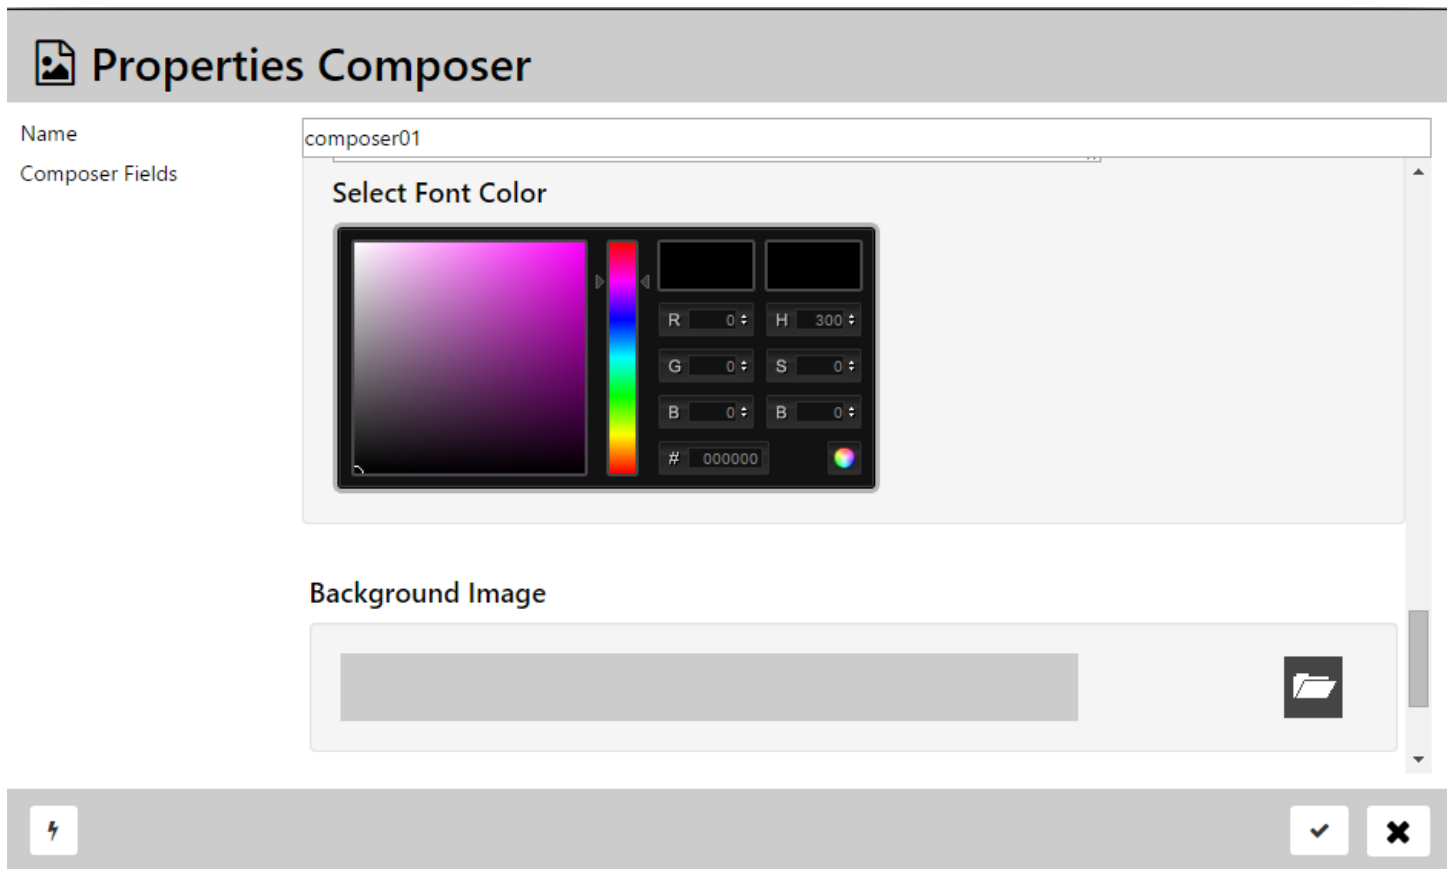 Properties Composer
Name
composer01
Composer Fields
Select Font Color
R 0 H 300
G 0 S 0
B 0 B 0
# 000000
Background Image